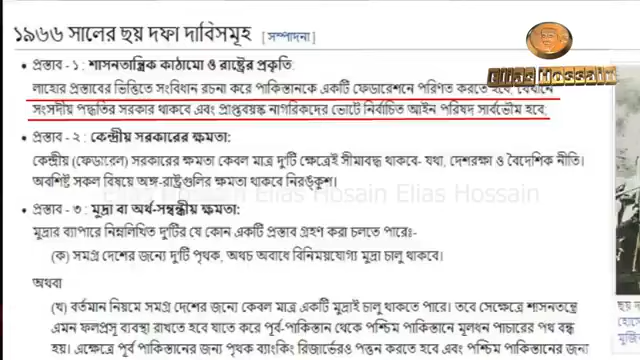 ১৯৬৬ সালের ছয় দফা দাবিসমূহ [সম্পাদনা]
Elias Hossain
• প্রস্তাব - ১ : শাসনতান্ত্রিক কাঠামো ও রাষ্ট্রের প্রকৃতি:
লাহোর প্রস্তাবের ভিত্তিতে সংবিধান রচনা করে পাকিস্তানকে একটি ফেডারেশনে পরিণত করতে হবে, যেখানে
সংসদীয় পদ্ধতির সরকার থাকবে এবং প্রাপ্তবয়স্ক নাগরিকদের ভোটে নির্বাচিত আইন পরিষদ সার্বভৌম হবে;
• প্রস্তাব - ২ : কেন্দ্রীয় সরকারের ক্ষমতা:
কেন্দ্রীয় (ফেডারেল) সরকারের ক্ষমতা কেবল মাত্র দু'টি ক্ষেত্রেই সীমাবদ্ধ থাকবে- যথা, দেশরক্ষা ও বৈদেশিক নীতি।
অবশিষ্ট সকল বিষয়ে অঙ্গ-রাষ্ট্রগুলির ক্ষমতা থাকবে নিরঙ্কুশ।
Elias Hosain Elias Hosain Elias Hossain
• প্রস্তাব - ৩ : মুদ্রা বা অর্থ-সম্বন্ধীয় ক্ষমতা:
মুদ্রার ব্যাপারে নিম্নলিখিত দু'টির যে কোন একটি প্রস্তাব গ্রহণ করা চলতে পারেঃ-
(ক) সমগ্র দেশের জন্যে দু'টি পৃথক, অথচ অবাধে বিনিময়যোগ্য মুদ্রা চালু থাকবে।
অথবা
(খ) বর্তমান নিয়মে সমগ্র দেশের জন্যে কেবল মাত্র একটি মুদ্রাই চালু থাকতে পারে। তবে সেক্ষেত্রে শাসনতন্ত্রে
এমন ফলপ্রসূ ব্যবস্থা রাখতে হবে যাতে করে পূর্ব-পাকিস্তান থেকে পশ্চিম পাকিস্তানে মূলধন পাচারের পথ বন্ধ
হয়। এক্ষেত্রে পূর্ব পাকিস্তানের জন্য পৃথক ব্যাংকিং রিজার্ভেরও পত্তন করতে হবে এবং পশ্চিম পাকিস্তানের জন্য
ছয় দ
হোসে
মুজি